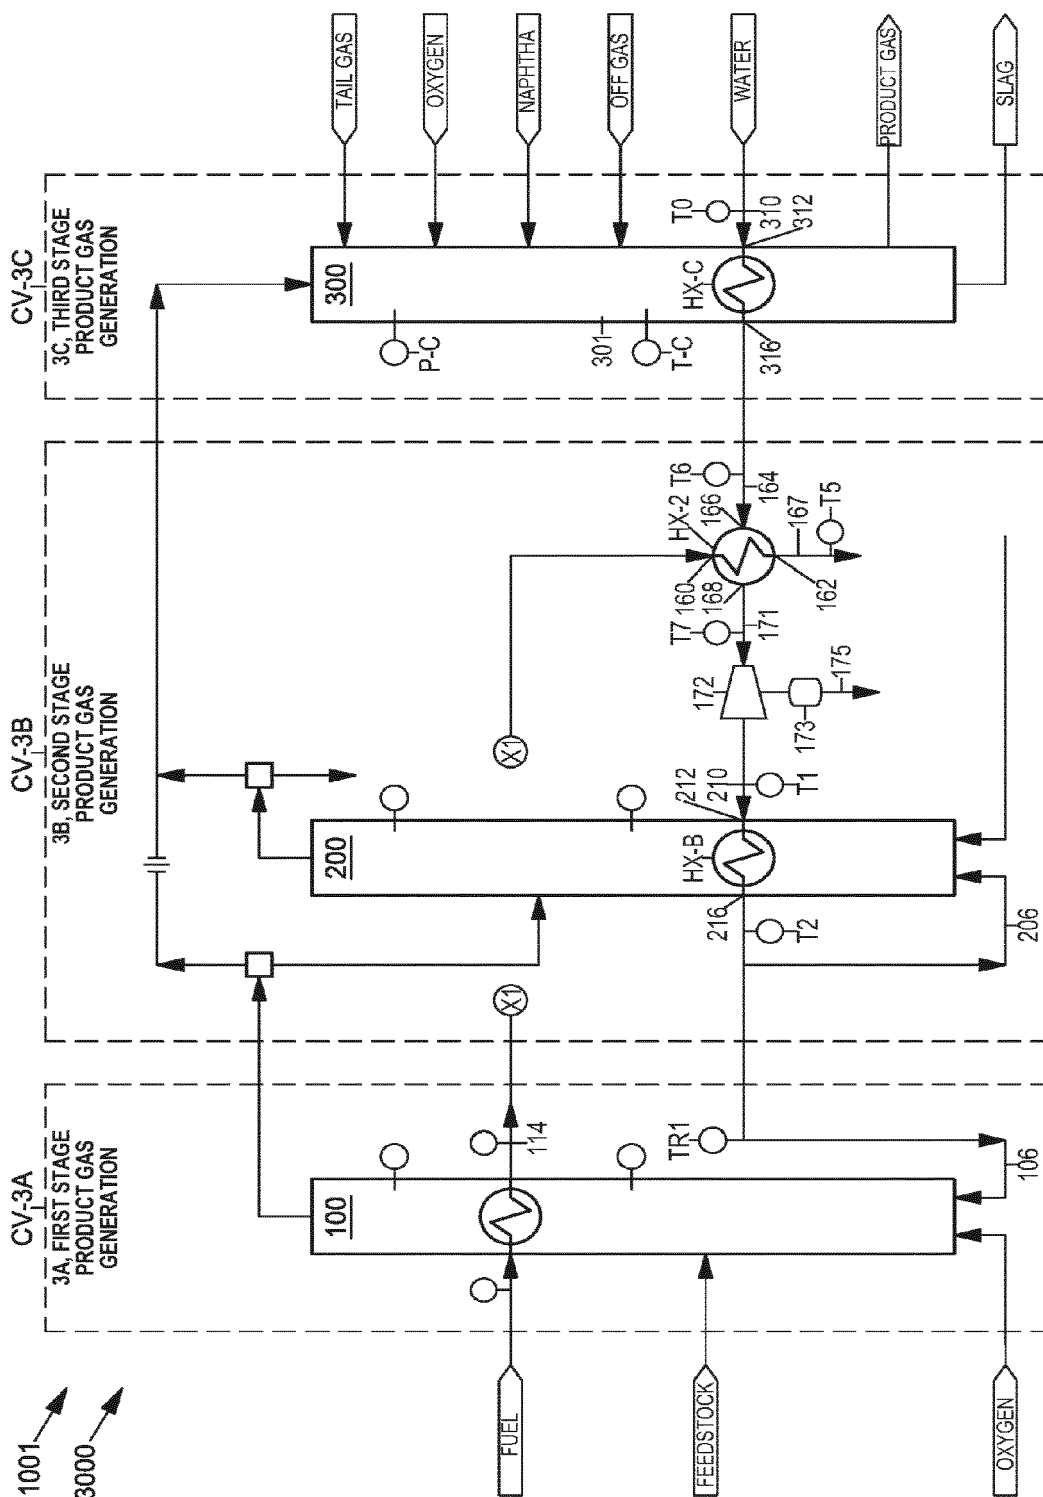 1001
3000
CV-3A
3A, FIRST STAGE
PRODUCT GAS
GENERATION
CV-3B
3B, SECOND STAGE
PRODUCT GAS
GENERATION
CV-3C
3C, THIRD STAGE
PRODUCT GAS
GENERATION
FUEL
FEEDSTOCK
OXYGEN
100
114
TR1
106
X1
200
HX-B
216
T2
206
212
210
T1
X1
172
173
175
T7
171
160
168
HX-2
166
T6
164
162
167
T5
300
P-C
301
T-C
HX-C
316
T0
310
312
TAIL GAS
OXYGEN
NAPHTHA
OFF GAS
WATER
PRODUCT GAS
SLAG